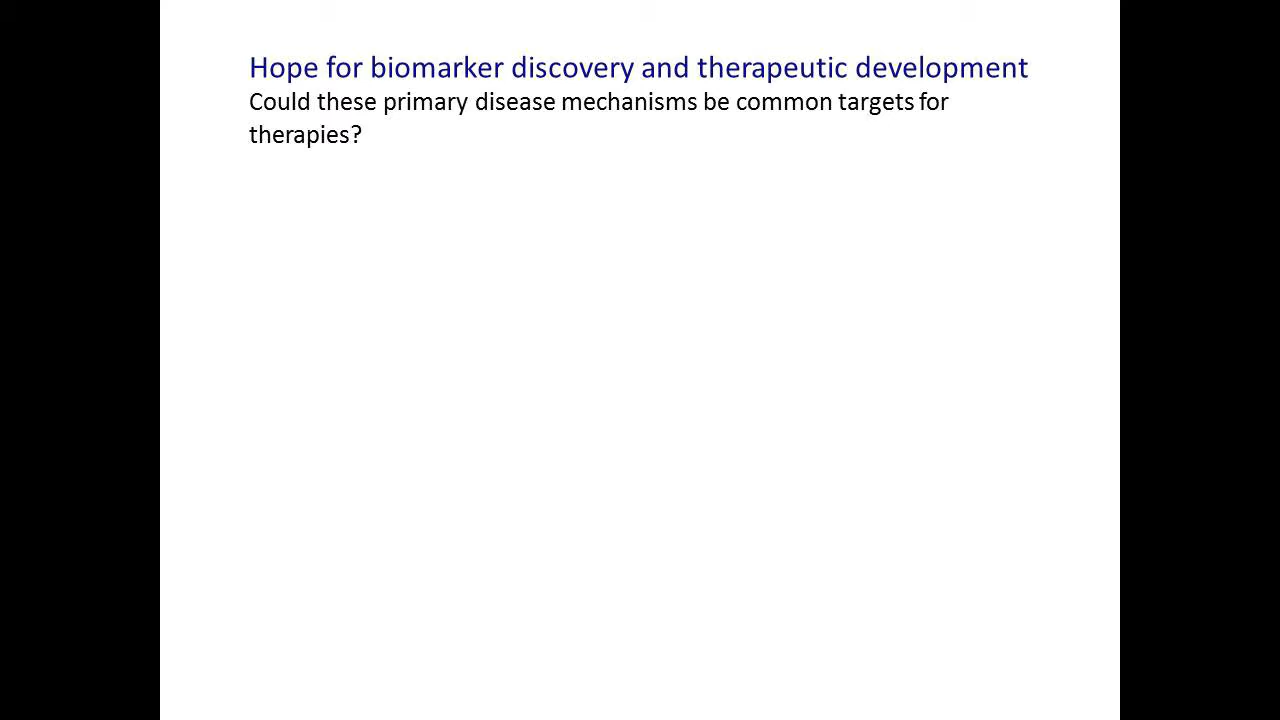 Hope for biomarker discovery and therapeutic development
Could these primary disease mechanisms be common targets for
therapies?